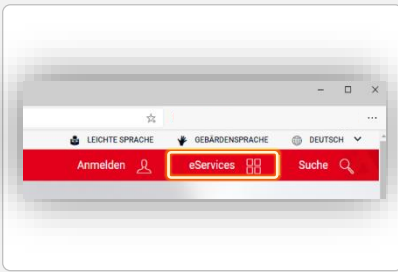 LEICHTE SPRACHE GEBÄRDENSPRACHE DEUTSCH
Anmelden eServices Suche